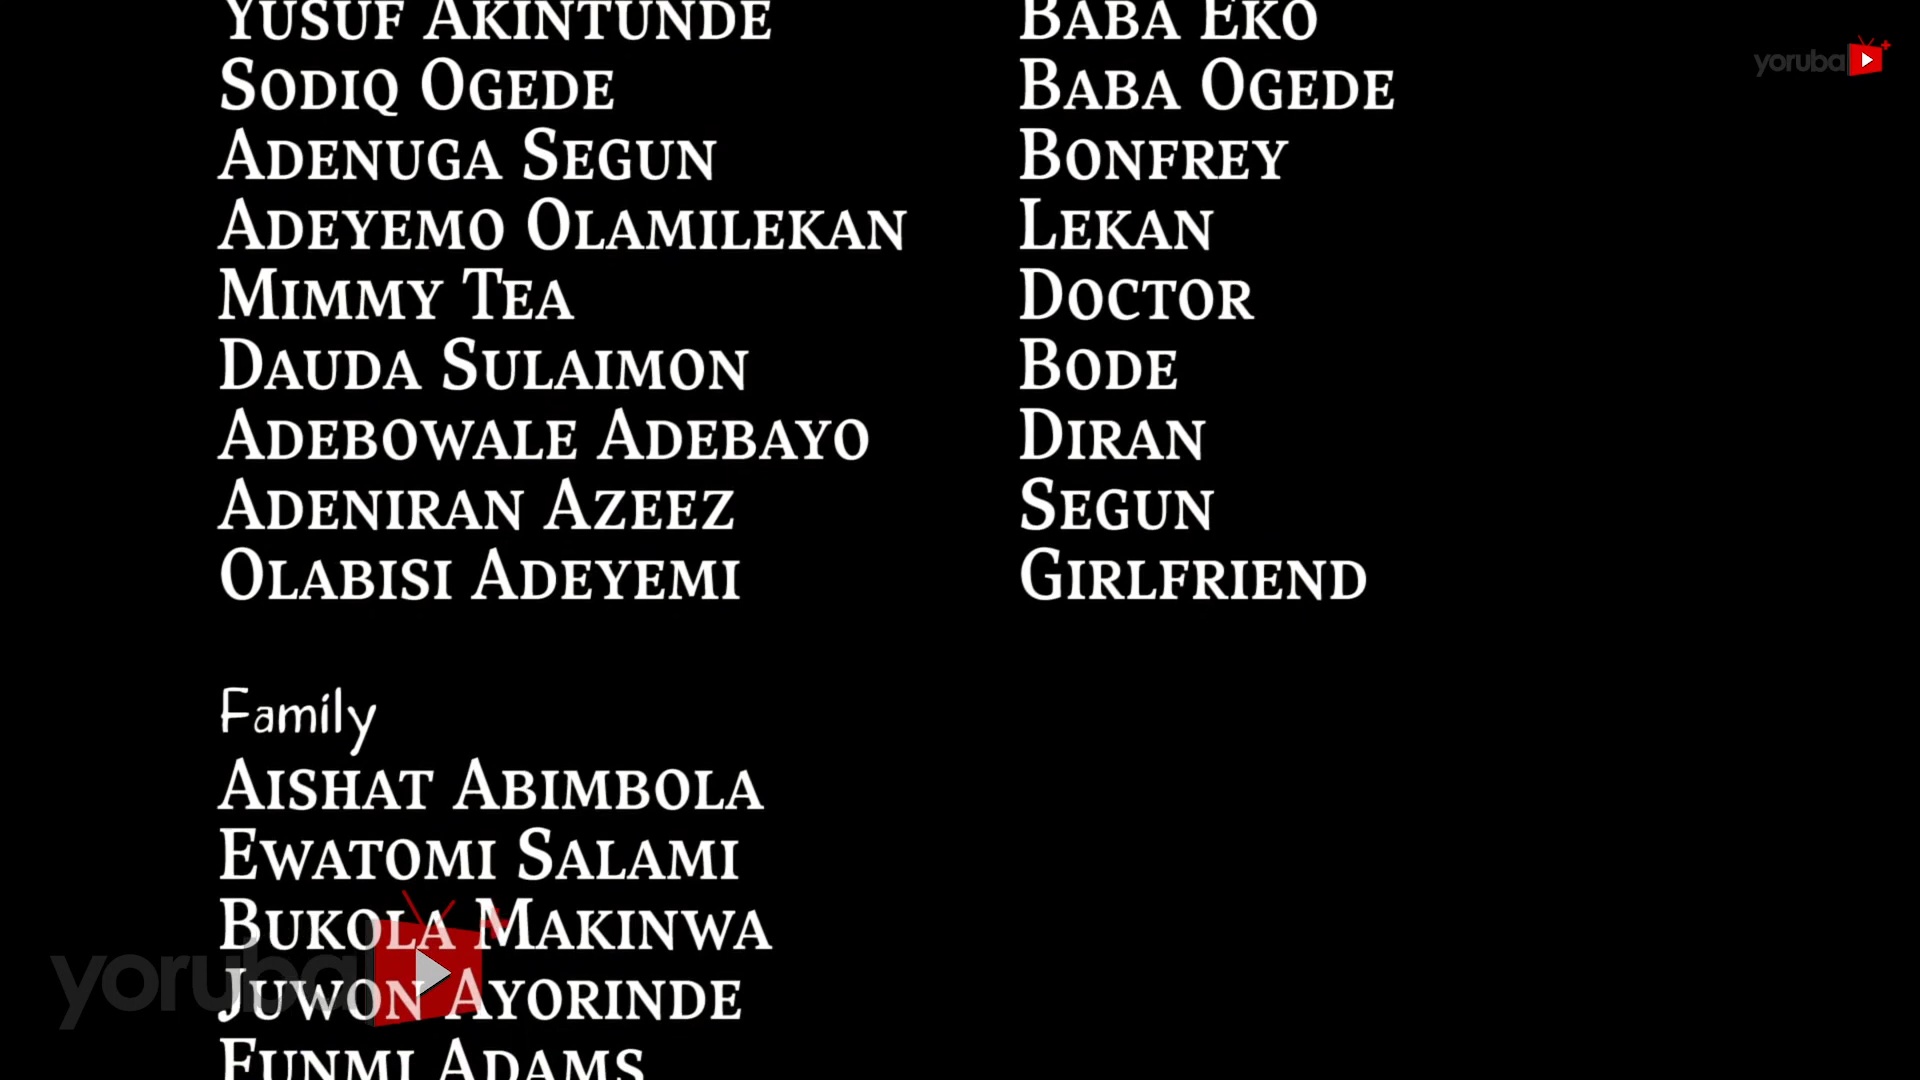 Yusuf Akintunde Baba Eko
yoruba
Sodiq Ogede Baba Ogede
Adenuga Segun Bonfrey
Adeyemo Olamilekan Lekan
Mimmy Tea Doctor
Dauda Sulaimon Bode
Adebowale Adebayo Diran
Adeniran Azeez Segun
Olabisi Adeyemi Girlfriend
Family
Aishat Abimbola
Ewatomi Salami
Bukola Makinwa
yoruba
Juwon Ayorinde
Funmi Adams